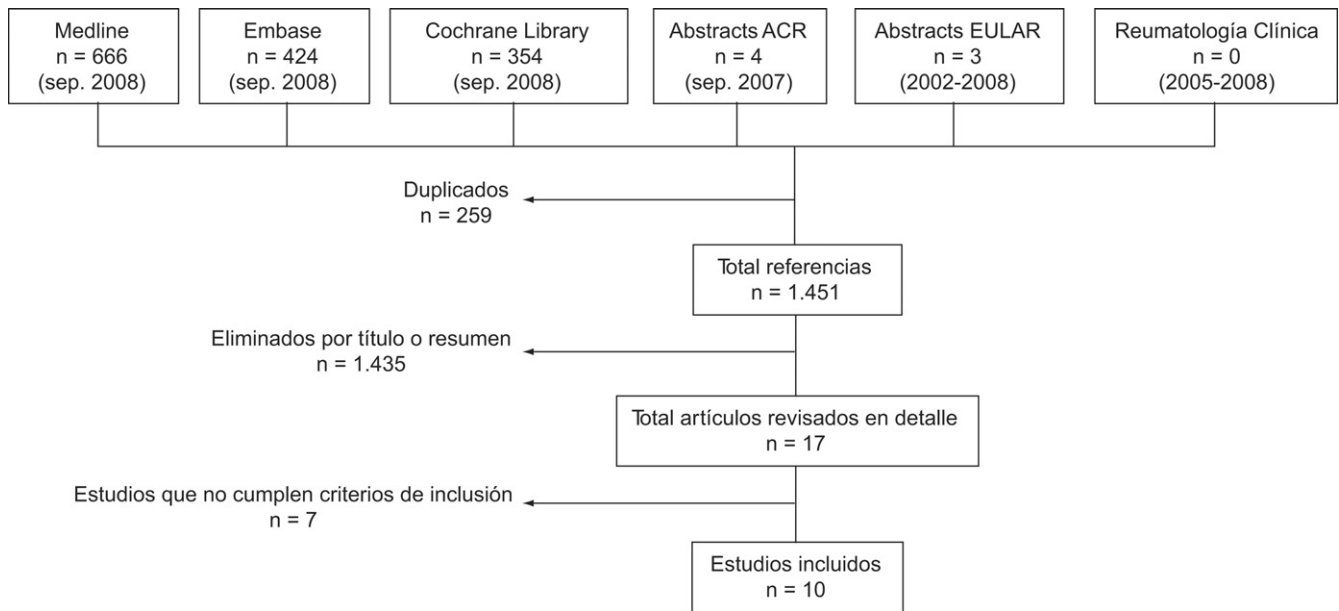 Medline
n = 666
(sep. 2008)
Embase
n = 424
(sep. 2008)
Cochrane Library
n = 354
(sep. 2008)
Abstracts ACR
n = 4
(sep. 2007)
Abstracts EULAR
n = 3
(2002-2008)
Reumatología Clínica
n = 0
(2005-2008)
Duplicados
n = 259
Total referencias
n = 1.451
Eliminados por título o resumen
n = 1.435
Total artículos revisados en detalle
n = 17
Estudios que no cumplen criterios de inclusión
n = 7
Estudios incluidos
n = 10